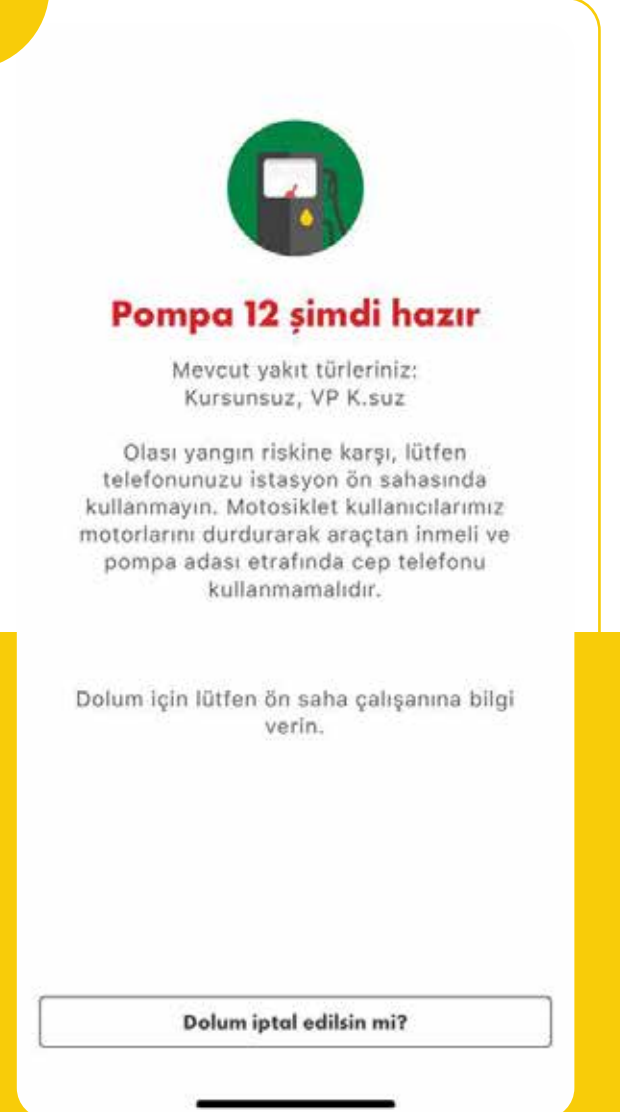 Pompa 12 şimdi hazır
Mevcut yakıt türleriniz:
Kursunsuz, VP K.suz
Olası yangın riskine karşı, lütfen
telefonunuzu istasyon ön sahasında
kullanmayın. Motosiklet kullanıcılarımız
motorlarını durdurarak araçtan inmeli ve
pompa adası etrafında cep telefonu
kullanmamalıdır.
Dolum için lütfen ön saha çalışanına bilgi
verin.
Dolum iptal edilsin mi?